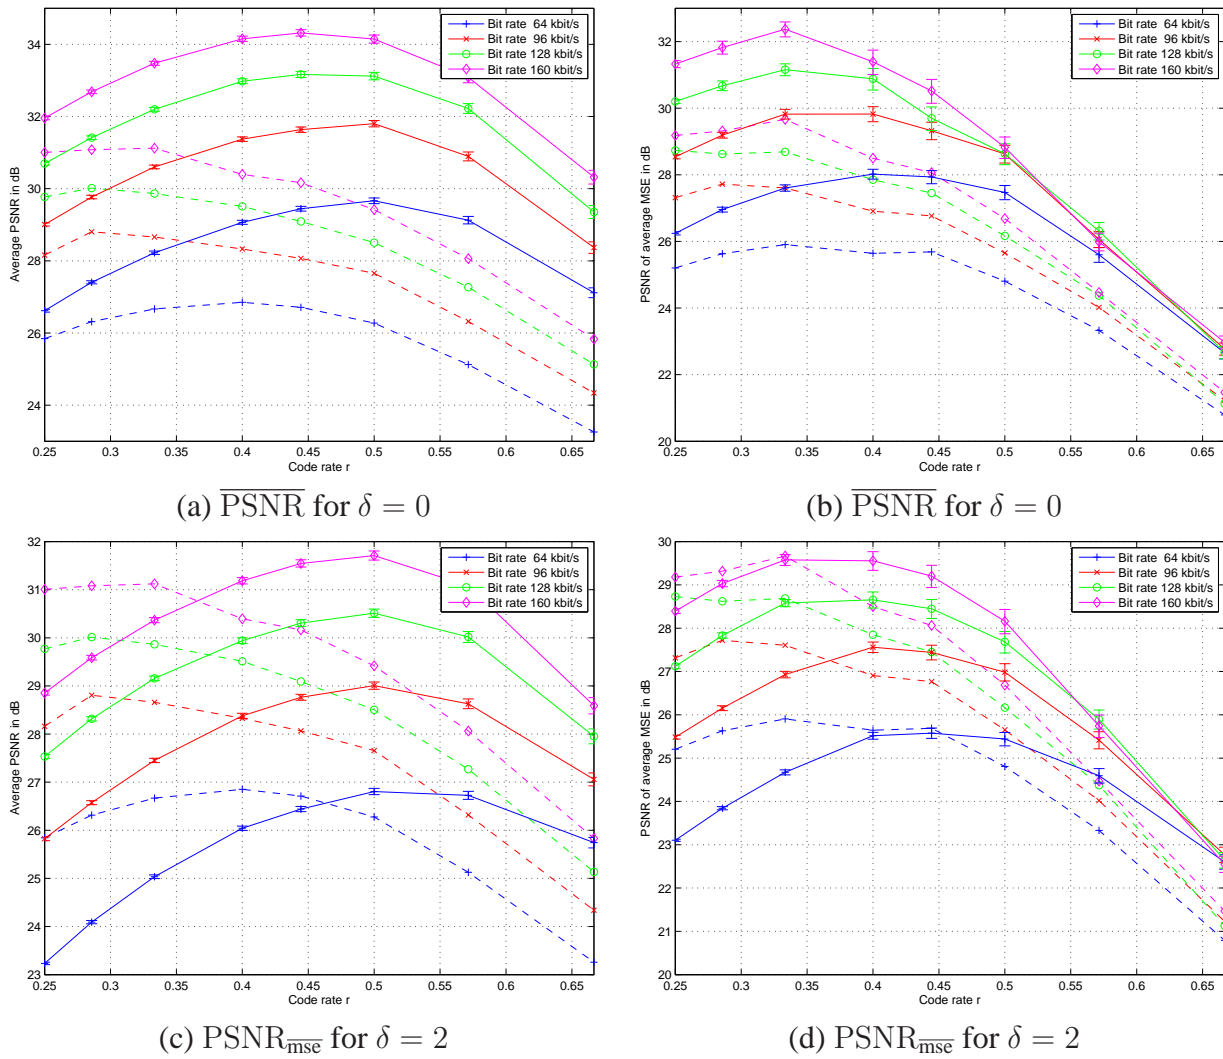 35
34
33
32
31
30
29
28
27
26
25
24
23
0.25 0.3 0.35 0.4 0.45 0.5 0.55 0.6 0.65
Code rate r
Average PSNR in dB
Bit rate 64 kbit/s
Bit rate 96 kbit/s
Bit rate 128 kbit/s
Bit rate 160 kbit/s
(a) PSNR for δ = 0
32
30
28
26
24
22
20
0.25 0.3 0.35 0.4 0.45 0.5 0.55 0.6 0.65
Code rate r
PSNR of average MSE in dB
Bit rate 64 kbit/s
Bit rate 96 kbit/s
Bit rate 128 kbit/s
Bit rate 160 kbit/s
(b) PSNR for δ = 0
32
31
30
29
28
27
26
25
24
23
0.25 0.3 0.35 0.4 0.45 0.5 0.55 0.6 0.65
Code rate r
Average PSNR in dB
Bit rate 64 kbit/s
Bit rate 96 kbit/s
Bit rate 128 kbit/s
Bit rate 160 kbit/s
(c) PSNRmse for δ = 2
30
29
28
27
26
25
24
23
22
21
20
0.25 0.3 0.35 0.4 0.45 0.5 0.55 0.6 0.65
Code rate r
PSNR of average MSE in dB
Bit rate 64 kbit/s
Bit rate 96 kbit/s
Bit rate 128 kbit/s
Bit rate 160 kbit/s
(d) PSNRmse for δ = 2